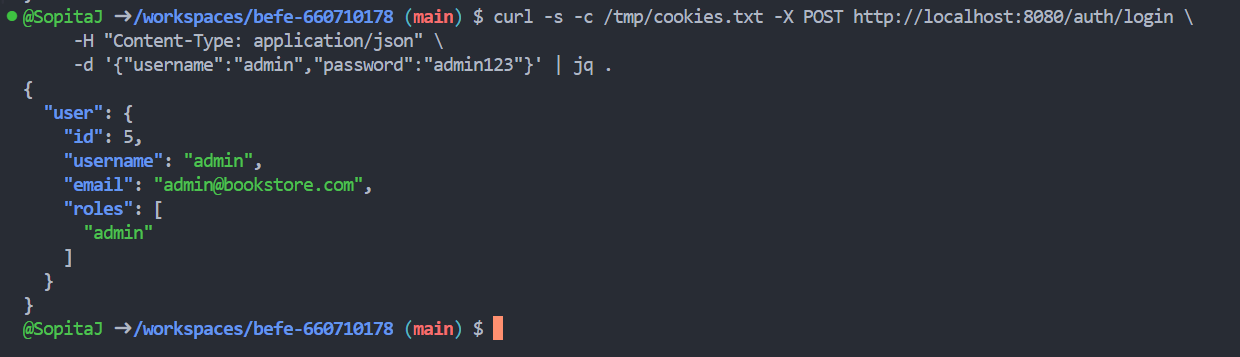 @SopitaJ ➜/workspaces/befe-660710178 (main) $ curl -s -c /tmp/cookies.txt -X POST http://localhost:8080/auth/login \
-H "Content-Type: application/json" \
-d '{"username":"admin","password":"admin123"}' | jq .
{
"user": {
"id": 5,
"username": "admin",
"email": "admin@bookstore.com",
"roles": [
"admin"
]
}
}
@SopitaJ ➜/workspaces/befe-660710178 (main) $